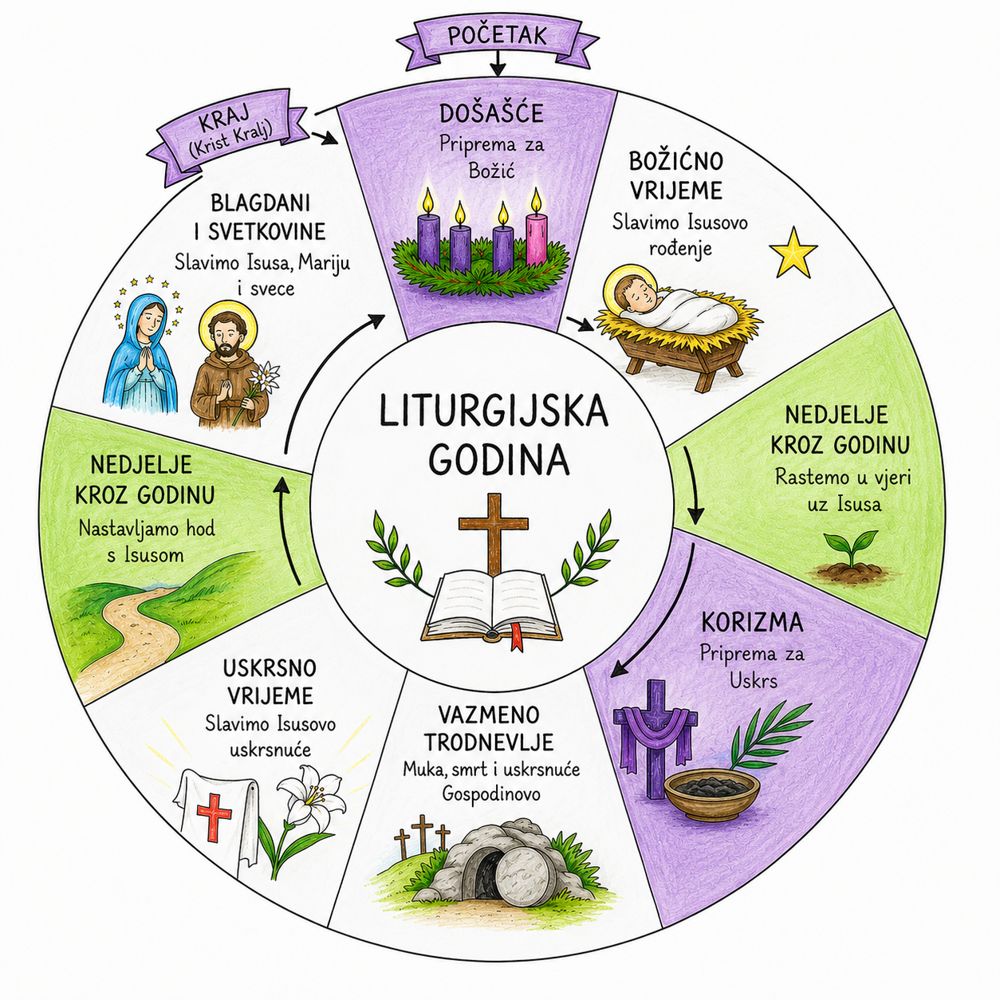 POČETAK
KRAJ
(Krist Kralj)
DOŠAŠĆE
Priprema za
Božić
BOŽIĆNO
VRIJEME
Slavimo Isusovo
rođenje
NEDJELJE
KROZ GODINU
Rastemo u vjeri
uz Isusa
KORIZMA
Priprema za
Uskrs
VAZMENO
TRODNEVLJE
Muka, smrt i uskrsnuće
Gospodinovo
USKRSNO
VRIJEME
Slavimo Isusovo
uskrsnuće
NEDJELJE
KROZ GODINU
Nastavljamo hod
s Isusom
BLAGDANI
I SVETKOVINE
Slavimo Isusa, Mariju
i svece
LITURGIJSKA
GODINA